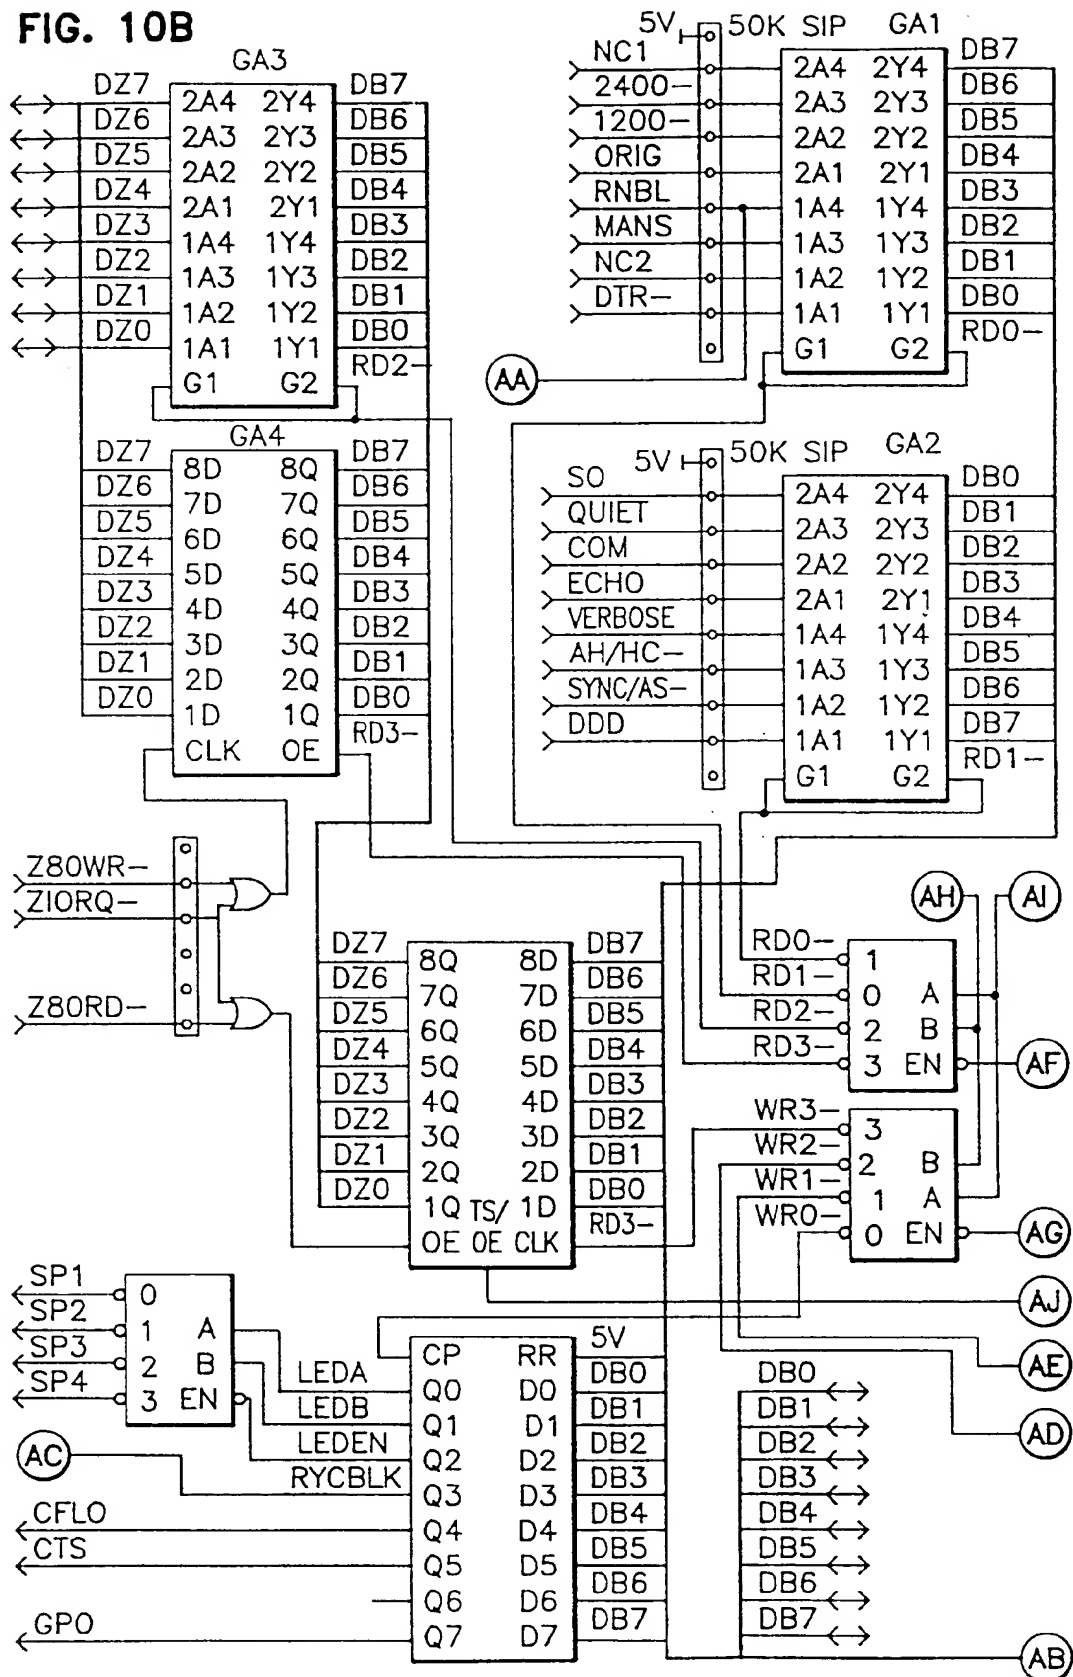 FIG. 10B
GA3
DZ7 2A4 2Y4 DB7
DZ6 2A3 2Y3 DB6
DZ5 2A2 2Y2 DB5
DZ4 2A1 2Y1 DB4
DZ3 1A4 1Y4 DB3
DZ2 1A3 1Y3 DB2
DZ1 1A2 1Y2 DB1
DZ0 1A1 1Y1 DB0
G1 G2 RD2-
5V 50K SIP GA1
NC1 2A4 2Y4 DB7
2400- 2A3 2Y3 DB6
1200- 2A2 2Y2 DB5
ORIG 2A1 2Y1 DB4
RNBL 1A4 1Y4 DB3
MANS 1A3 1Y3 DB2
NC2 1A2 1Y2 DB1
DTR- 1A1 1Y1 DB0
G1 G2 RD0-
AA
GA4
DZ7 8D 8Q DB7
DZ6 7D 7Q DB6
DZ5 6D 6Q DB5
DZ4 5D 5Q DB4
DZ3 4D 4Q DB3
DZ2 3D 3Q DB2
DZ1 2D 2Q DB1
DZ0 1D 1Q DB0
CLK OE RD3-
5V 50K SIP GA2
SO 2A4 2Y4 DB0
QUIET 2A3 2Y3 DB1
COM 2A2 2Y2 DB2
ECHO 2A1 2Y1 DB3
VERBOSE 1A4 1Y4 DB4
AH/HC- 1A3 1Y3 DB5
SYNC/AS- 1A2 1Y2 DB6
DDD 1A1 1Y1 DB7
G1 G2 RD1-
Z80WR-
ZIORQ-
Z80RD-
DZ7 8Q 8D DB7
DZ6 7Q 7D DB6
DZ5 6Q 6D DB5
DZ4 5Q 5D DB4
DZ3 4Q 4D DB3
DZ2 3Q 3D DB2
DZ1 2Q 2D DB1
DZ0 1Q TS/ 1D DB0
OE OE CLK RD3-
AH AI
RD0- 1
RD1- 0 A
RD2- 2 B
RD3- 3 EN AF
WR3- 3
WR2- 2 B
WR1- 1 A
WR0- 0 EN AG
AJ
AE
AD
SP1 0
SP2 1 A
SP3 2 B
SP4 3 EN
AC
CP RR 5V
LEDA Q0 D0 DB0
LEDB Q1 D1 DB1
LEDEN Q2 D2 DB2
RYCBLK Q3 D3 DB3
CFLO Q4 D4 DB4
CTS Q5 D5 DB5
Q6 D6 DB6
GPO Q7 D7 DB7
DB0
DB1
DB2
DB3
DB4
DB5
DB6
DB7
AB